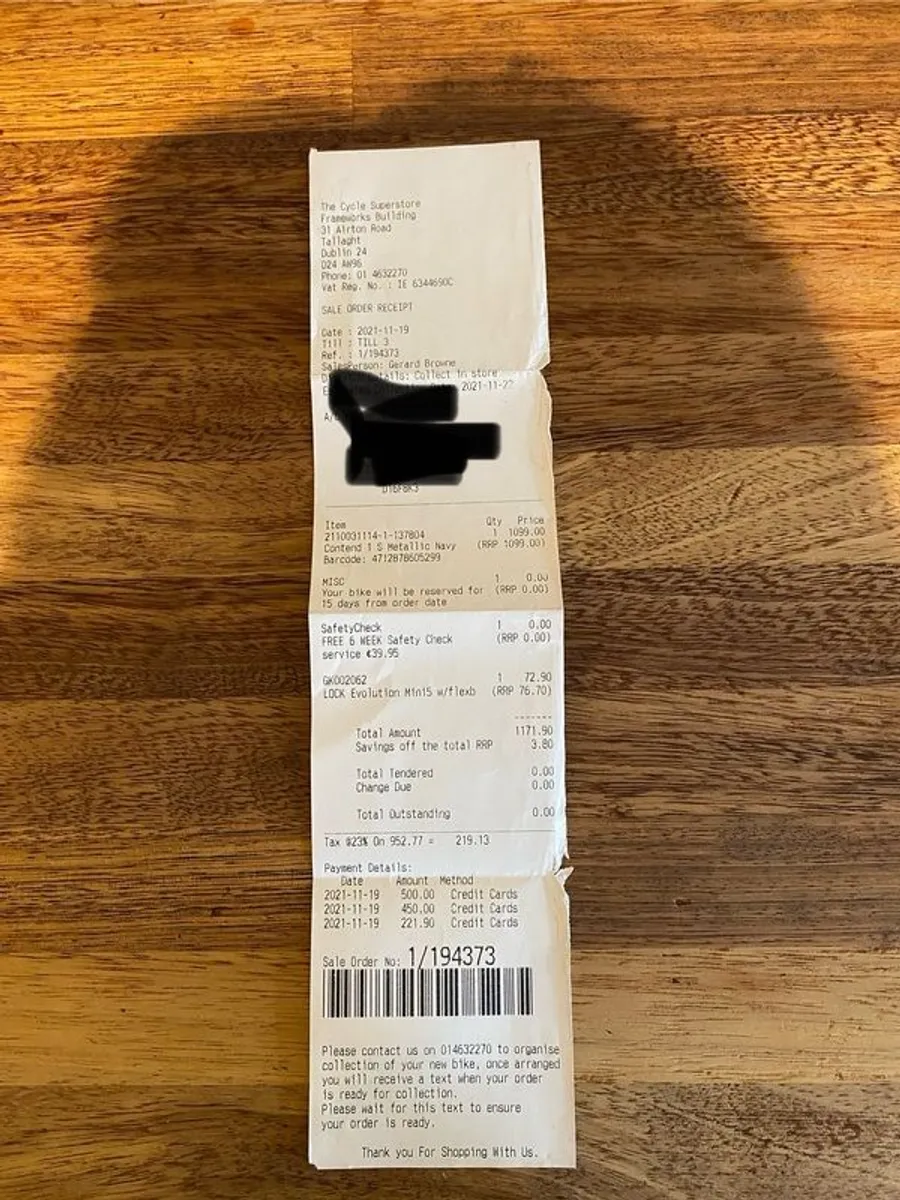 The Cycle Superstore
Frameworks Building
31 Airton Road
Tallaght
Dublin 24
D24 AW96
Phone: 01 4632270
Vat Reg. No. : IE 6344690C
SALE ORDER RECEIPT
Date : 2021-11-19
Till : TILL 3
Ref. : 1/194373
SalesPerson: Gerard Browne
Collect in store
2021-11-22
D16F8K3
Item Qty Price
2110031114-1-137804 1 1099.00
Contend 1 S Metallic Navy (RRP 1099.00)
Barcode: 4712878605299
MISC 1 0.00
Your bike will be reserved for (RRP 0.00)
15 days from order date
SafetyCheck 1 0.00
FREE 6 WEEK Safety Check (RRP 0.00)
service €39.95
GK002062 1 72.90
LOCK Evolution Mini5 w/flexb (RRP 76.70)
-------
Total Amount 1171.90
Savings off the total RRP 3.80
Total Tendered 0.00
Change Due 0.00
Total Outstanding 0.00
Tax @23% On 952.77 = 219.13
Payment Details:
Date Amount Method
2021-11-19 500.00 Credit Cards
2021-11-19 450.00 Credit Cards
2021-11-19 221.90 Credit Cards
Sale Order No: 1/194373
Please contact us on 014632270 to organise
collection of your new bike, once arranged
you will receive a text when your order
is ready for collection.
Please wait for this text to ensure
your order is ready.
Thank you For Shopping With Us.